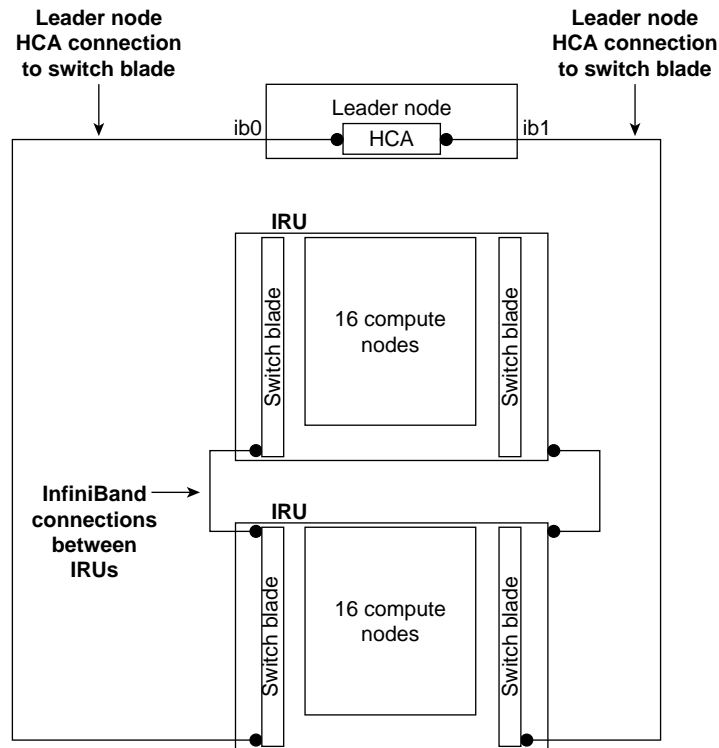 Leader node
HCA connection
to switch blade
Leader node
HCA connection
to switch blade
Leader node
ib0
HCA
ib1
IRU
Switch blade
16 compute
nodes
Switch blade
InfiniBand
connections
between
IRUs
IRU
Switch blade
16 compute
nodes
Switch blade